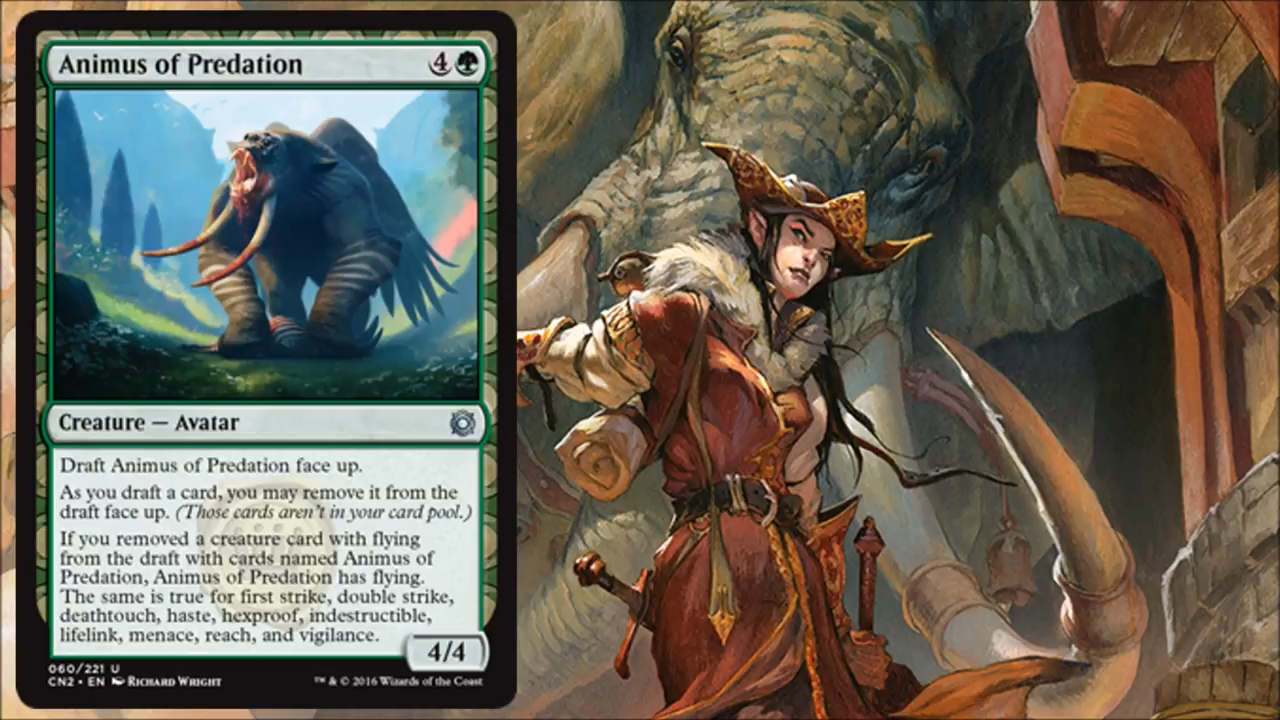 Animus of Predation 4
Creature — Avatar
Draft Animus of Predation face up.
As you draft a card, you may remove it from the
draft face up. (Those cards aren't in your card pool.)
If you removed a creature card with flying
from the draft with cards named Animus of
Predation, Animus of Predation has flying.
The same is true for first strike, double strike,
deathtouch, haste, hexproof, indestructible,
lifelink, menace, reach, and vigilance.
4/4
060/221 U
CN2 • EN Richard Wright ™ & © 2016 Wizards of the Coast